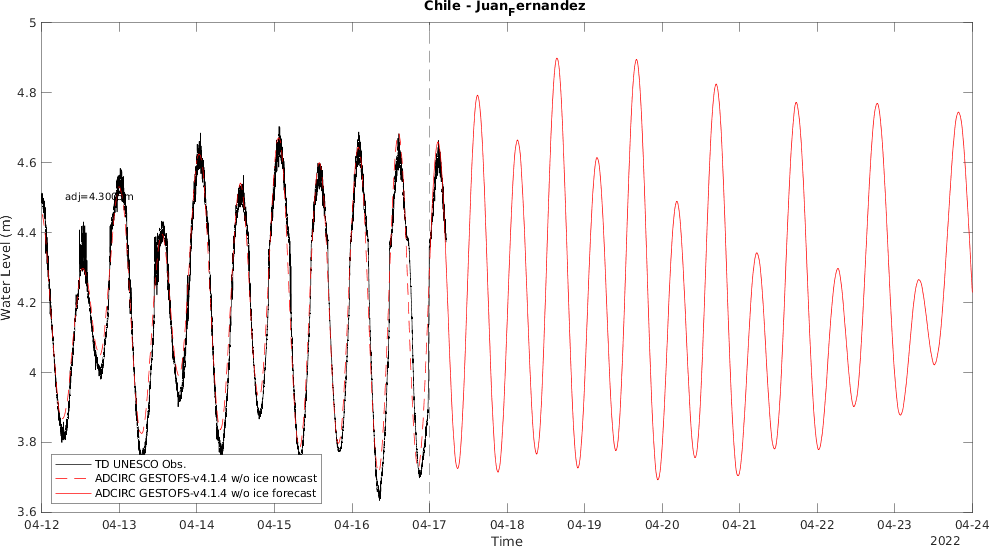 Chile - Juan_Fernandez
5
4.8
4.6
4.4
4.2
4
3.8
3.6
Water Level (m)
TD UNESCO Obs.
ADCIRC GESTOFS-v4.1.4 w/o ice nowcast
ADCIRC GESTOFS-v4.1.4 w/o ice forecast
04-12 04-13 04-14 04-15 04-16 04-17 04-18 04-19 04-20 04-21 04-22 04-23 04-24
Time
2022